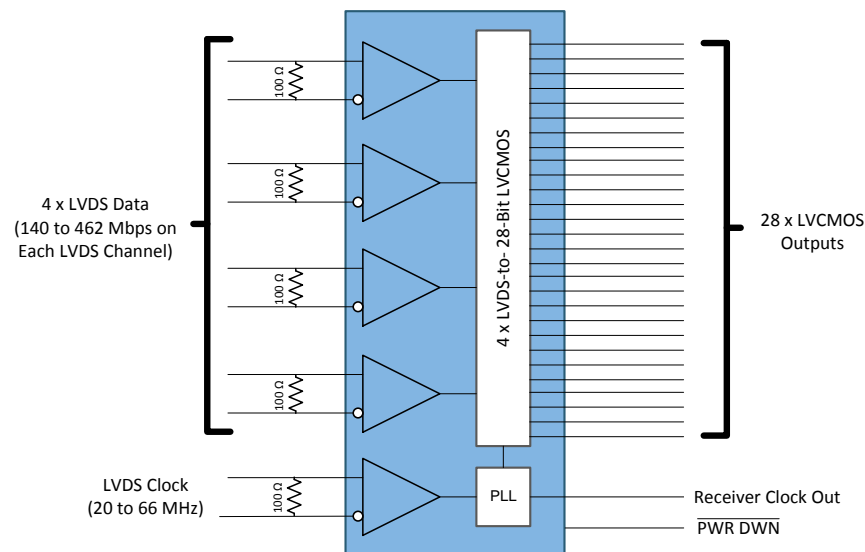 100 Ω
100 Ω
4 x LVDS Data
(140 to 462 Mbps on
Each LVDS Channel)
100 Ω
100 Ω
4 x LVDS-to- 28-Bit LVCMOS
28 x LVCMOS
Outputs
LVDS Clock
(20 to 66 MHz)
100 Ω
PLL
Receiver Clock Out
PWR DWN